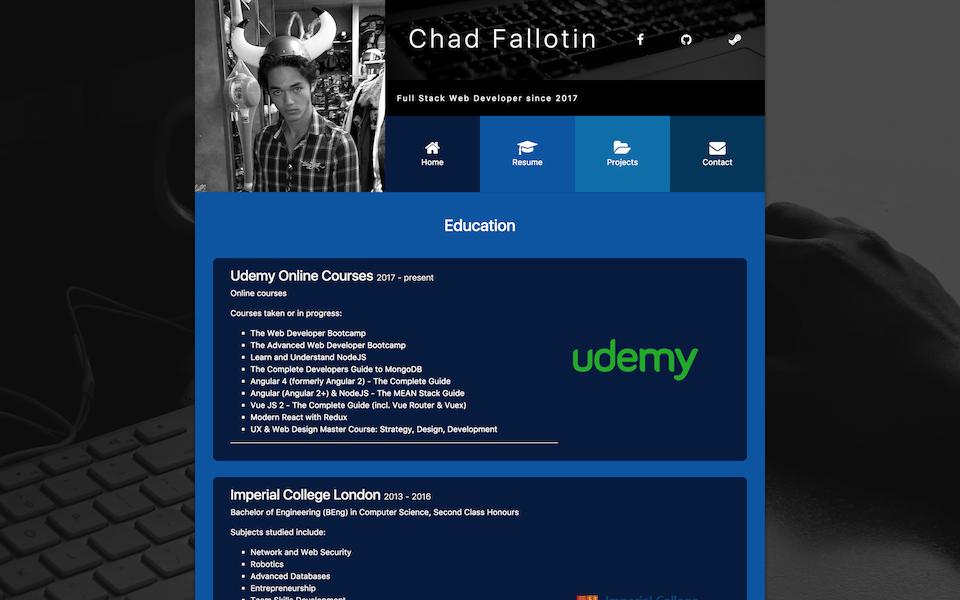 Chad Fallotin
Full Stack Web Developer since 2017
Home
Resume
Projects
Contact
Education
Udemy Online Courses 2017 - present
Online courses
Courses taken or in progress:
The Web Developer Bootcamp
The Advanced Web Developer Bootcamp
Learn and Understand NodeJS
The Complete Developers Guide to MongoDB
Angular 4 (formerly Angular 2) - The Complete Guide
Angular (Angular 2+) & NodeJS - The MEAN Stack Guide
Vue JS 2 - The Complete Guide (incl. Vue Router & Vuex)
Modern React with Redux
UX & Web Design Master Course: Strategy, Design, Development
udemy
Imperial College London 2013 - 2016
Bachelor of Engineering (BEng) in Computer Science, Second Class Honours
Subjects studied include:
Network and Web Security
Robotics
Advanced Databases
Entrepreneurship
Team Skills Development
Imperial College